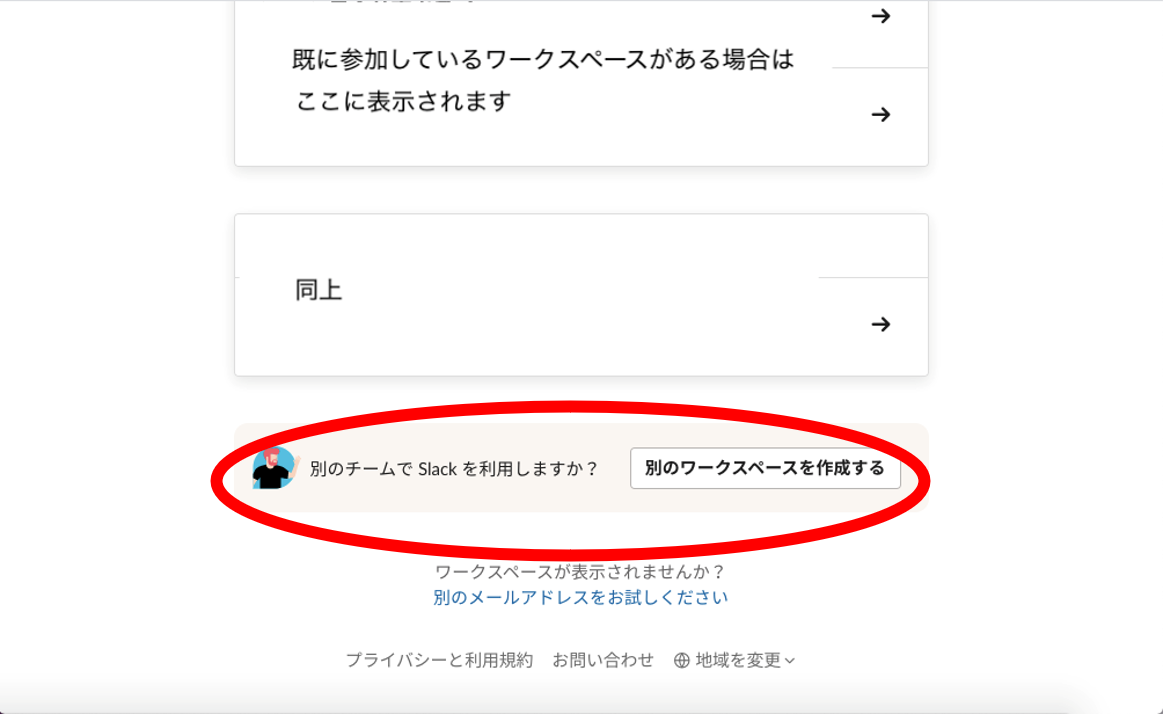 既に参加しているワークスペースがある場合は
ここに表示されます
同上
別のチームで Slack を利用しますか？
別のワークスペースを作成する
ワークスペースが表示されませんか？
別のメールアドレスをお試しください
プライバシーと利用規約 お問い合わせ 地域を変更